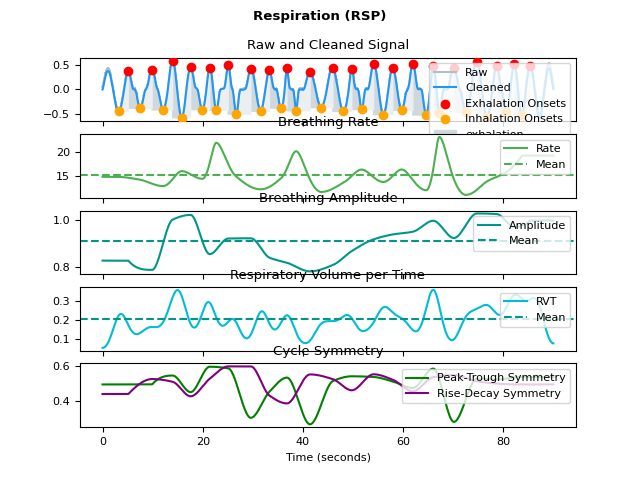 Respiration (RSP)
Raw and Cleaned Signal
0.5
0.0
−0.5
Raw
Cleaned
Exhalation Onsets
Inhalation Onsets
exhalation
Breathing Rate
20
15
Rate
Mean
Breathing Amplitude
1.0
0.8
Amplitude
Mean
Respiratory Volume per Time
0.3
0.2
0.1
RVT
Mean
Cycle Symmetry
0.6
0.4
Peak-Trough Symmetry
Rise-Decay Symmetry
0 20 40 60 80
Time (seconds)